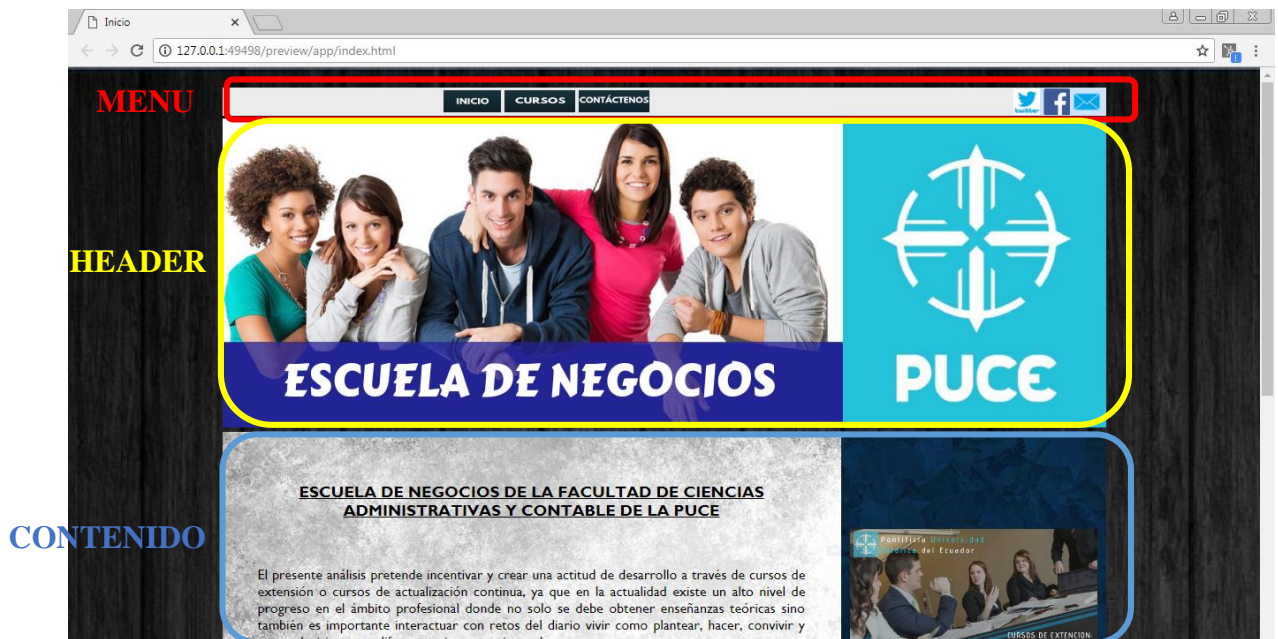 Inicio
127.0.0.1:49498/preview/app/index.html
MENU
INICIO
CURSOS
CONTÁCTENOS
twitter
HEADER
ESCUELA DE NEGOCIOS
PUCE
CONTENIDO
ESCUELA DE NEGOCIOS DE LA FACULTAD DE CIENCIAS
ADMINISTRATIVAS Y CONTABLE DE LA PUCE
El presente análisis pretende incentivar y crear una actitud de desarrollo a través de cursos de
extensión o cursos de actualización continua, ya que en la actualidad existe un alto nivel de
progreso en el ámbito profesional donde no solo se debe obtener enseñanzas teóricas sino
también es importante interactuar con retos del diario vivir como plantear, hacer, convivir y
Pontificia Universidad
Católica del Ecuador
CURSOS DE EXTENCION